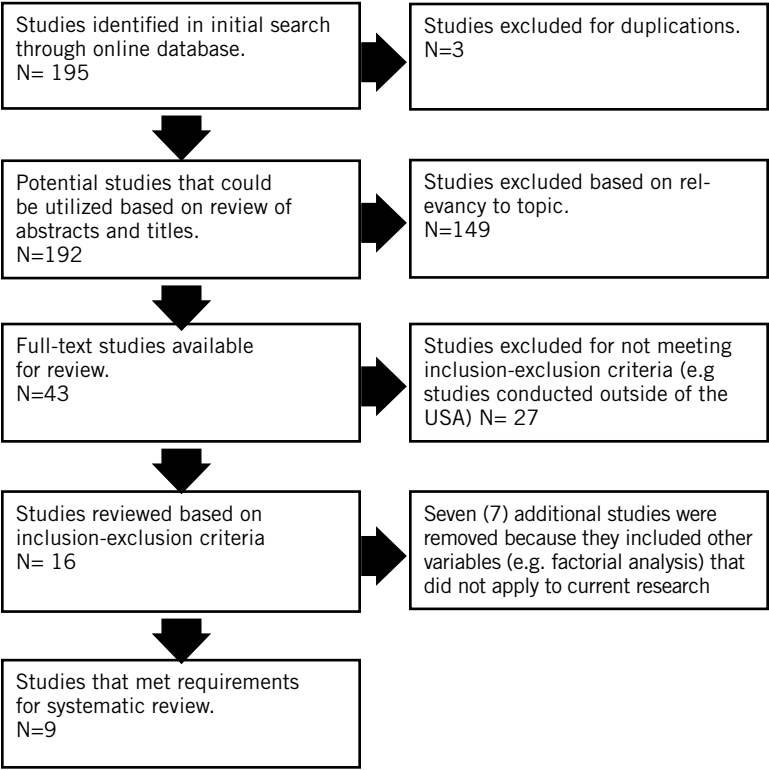 Studies identified in initial search
through online database.
N= 195
Studies excluded for duplications.
N=3
Potential studies that could
be utilized based on review of
abstracts and titles.
N=192
Studies excluded based on rel-
evancy to topic.
N=149
Full-text studies available
for review.
N=43
Studies excluded for not meeting
inclusion-exclusion criteria (e.g
studies conducted outside of the
USA) N= 27
Studies reviewed based on
inclusion-exclusion criteria
N= 16
Seven (7) additional studies were
removed because they included other
variables (e.g. factorial analysis) that
did not apply to current research
Studies that met requirements
for systematic review.
N=9